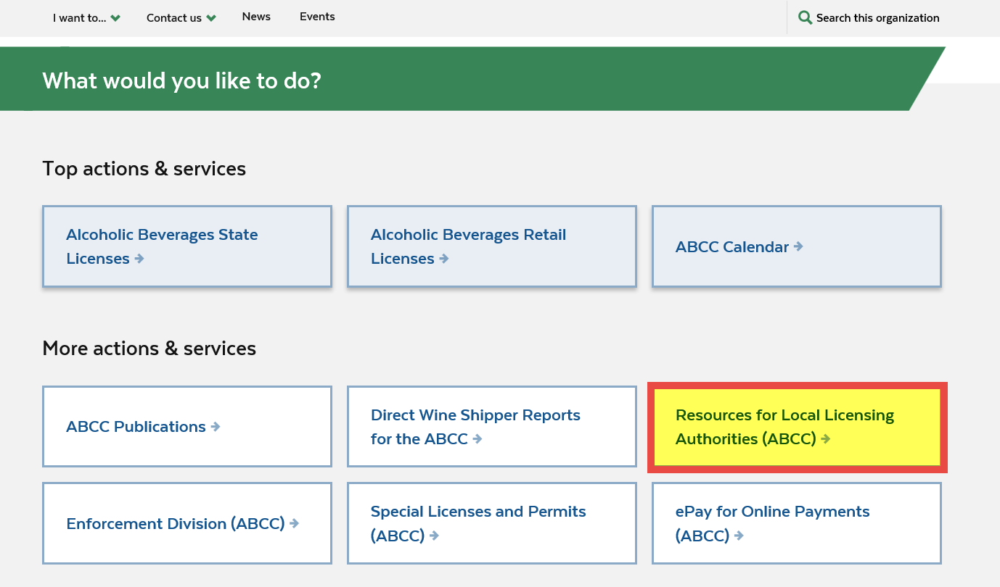 I want to...
Contact us
News
Events
Search this organization
What would you like to do?
Top actions & services
Alcoholic Beverages State
Licenses
Alcoholic Beverages Retail
Licenses
ABCC Calendar
More actions & services
ABCC Publications
Direct Wine Shipper Reports
for the ABCC
Resources for Local Licensing
Authorities (ABCC)
Enforcement Division (ABCC)
Special Licenses and Permits
(ABCC)
ePay for Online Payments
(ABCC)